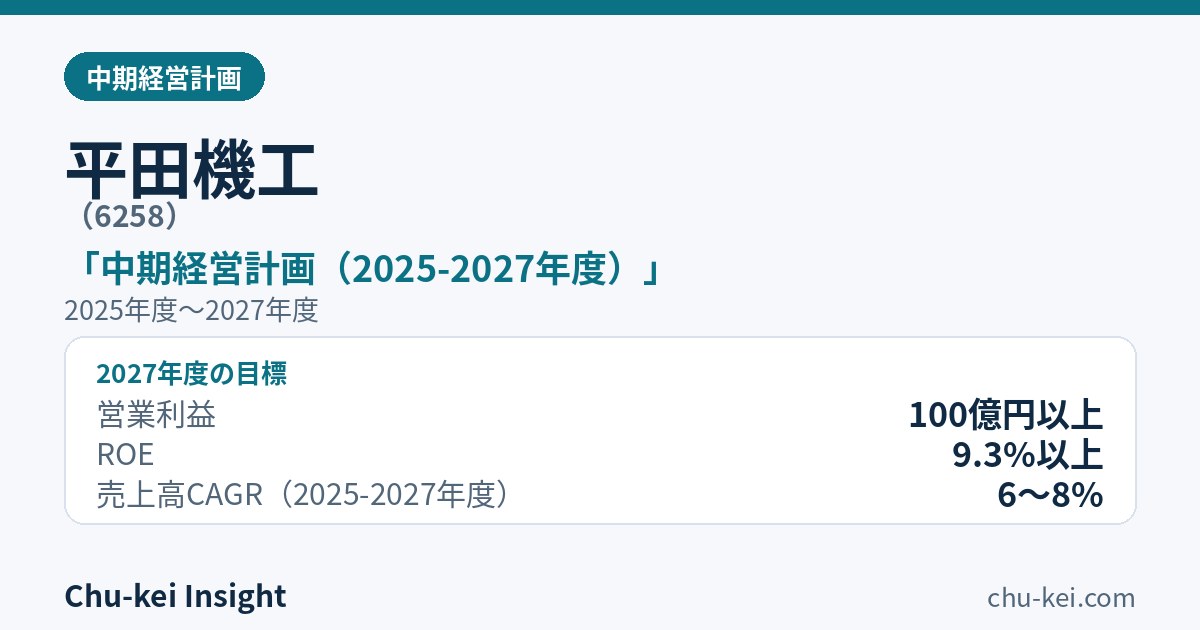 中期経営計画
平田機工
（6258）
「中期経営計画（2025-2027年度）」
2025年度～2027年度
2027年度の目標
営業利益 100億円以上
ROE 9.3%以上
売上高CAGR（2025-2027年度） 6～8%
Chu-kei Insight chu-kei.com